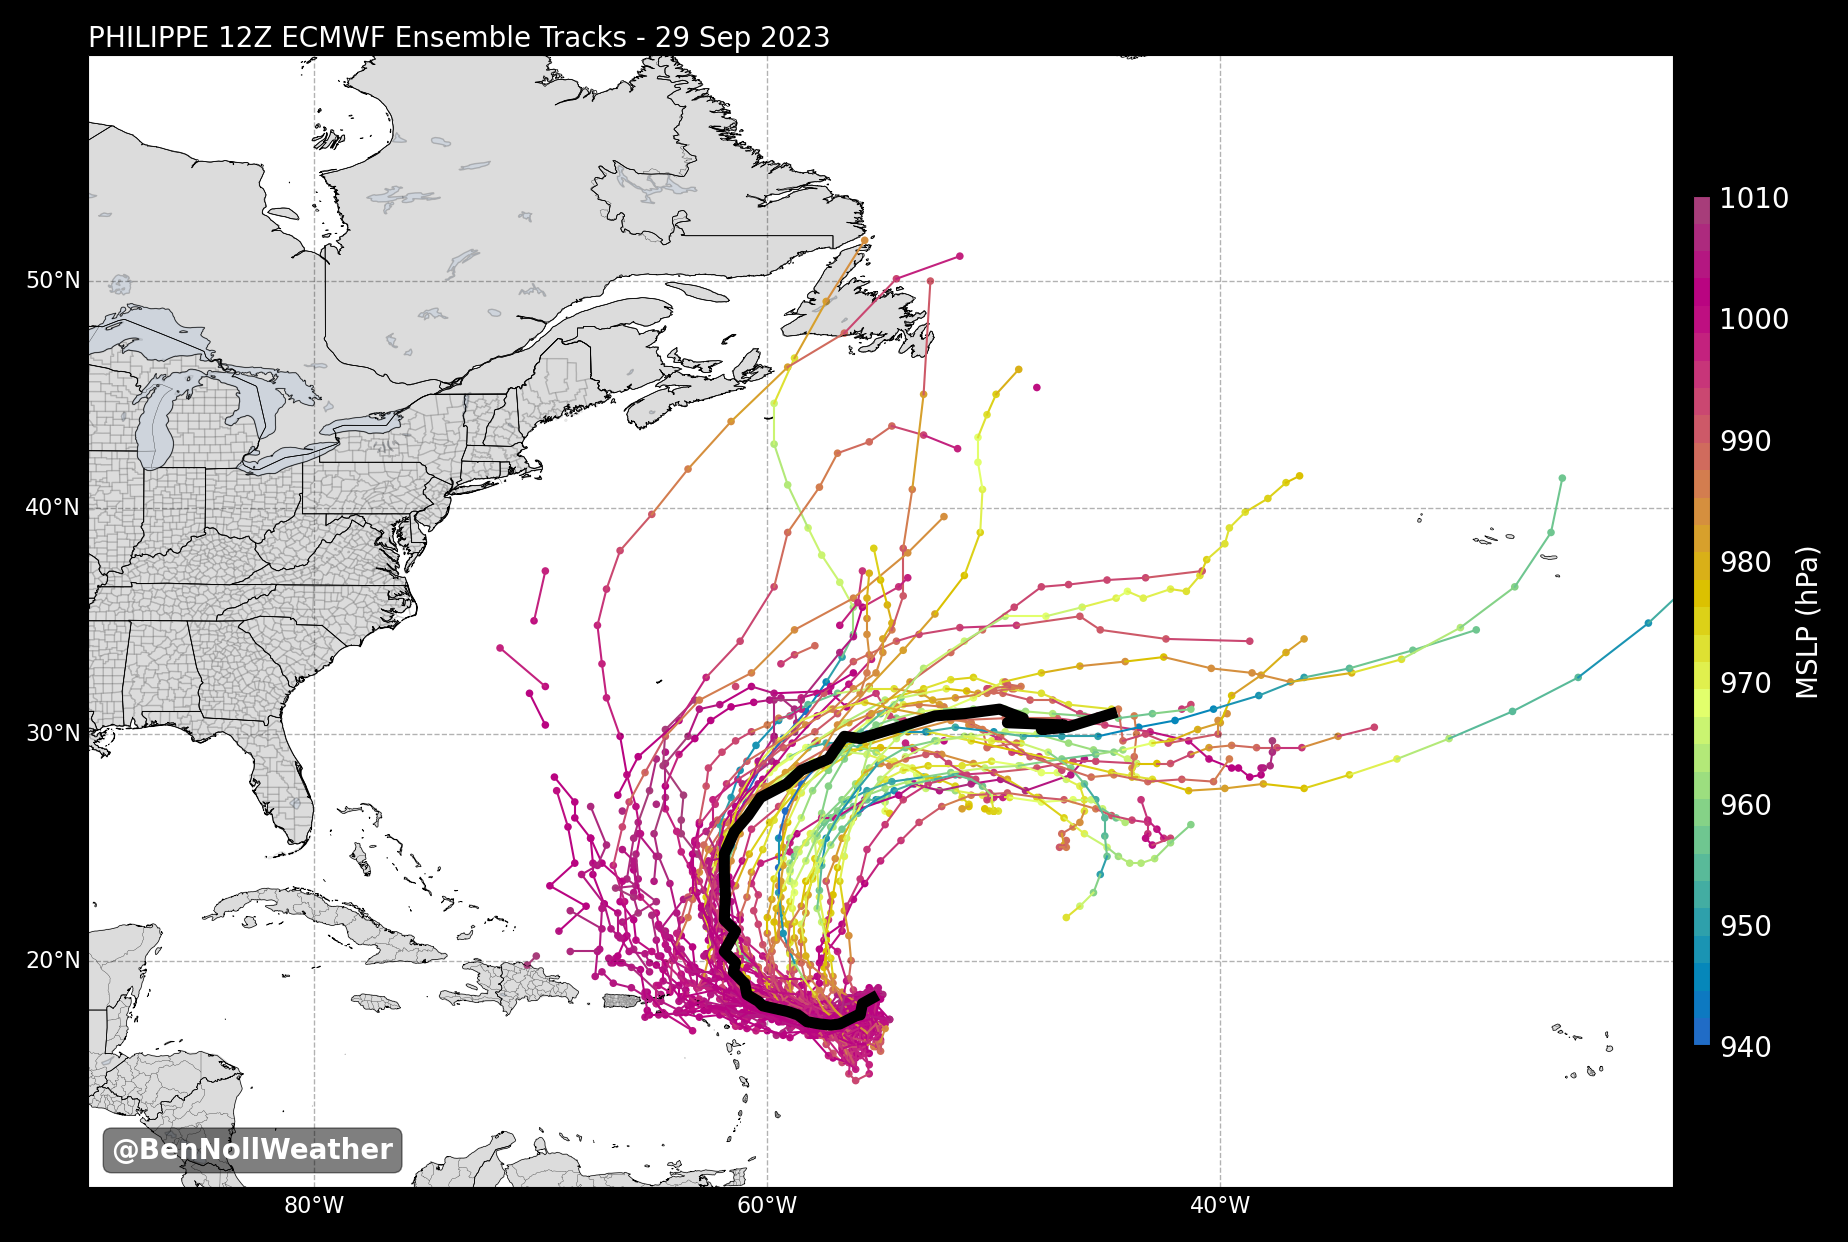 PHILIPPE 12Z ECMWF Ensemble Tracks - 29 Sep 2023
50°N
40°N
30°N
20°N
80°W
60°W
40°W
1010
1000
990
980
970
960
950
940
MSLP (hPa)
@BenNollWeather